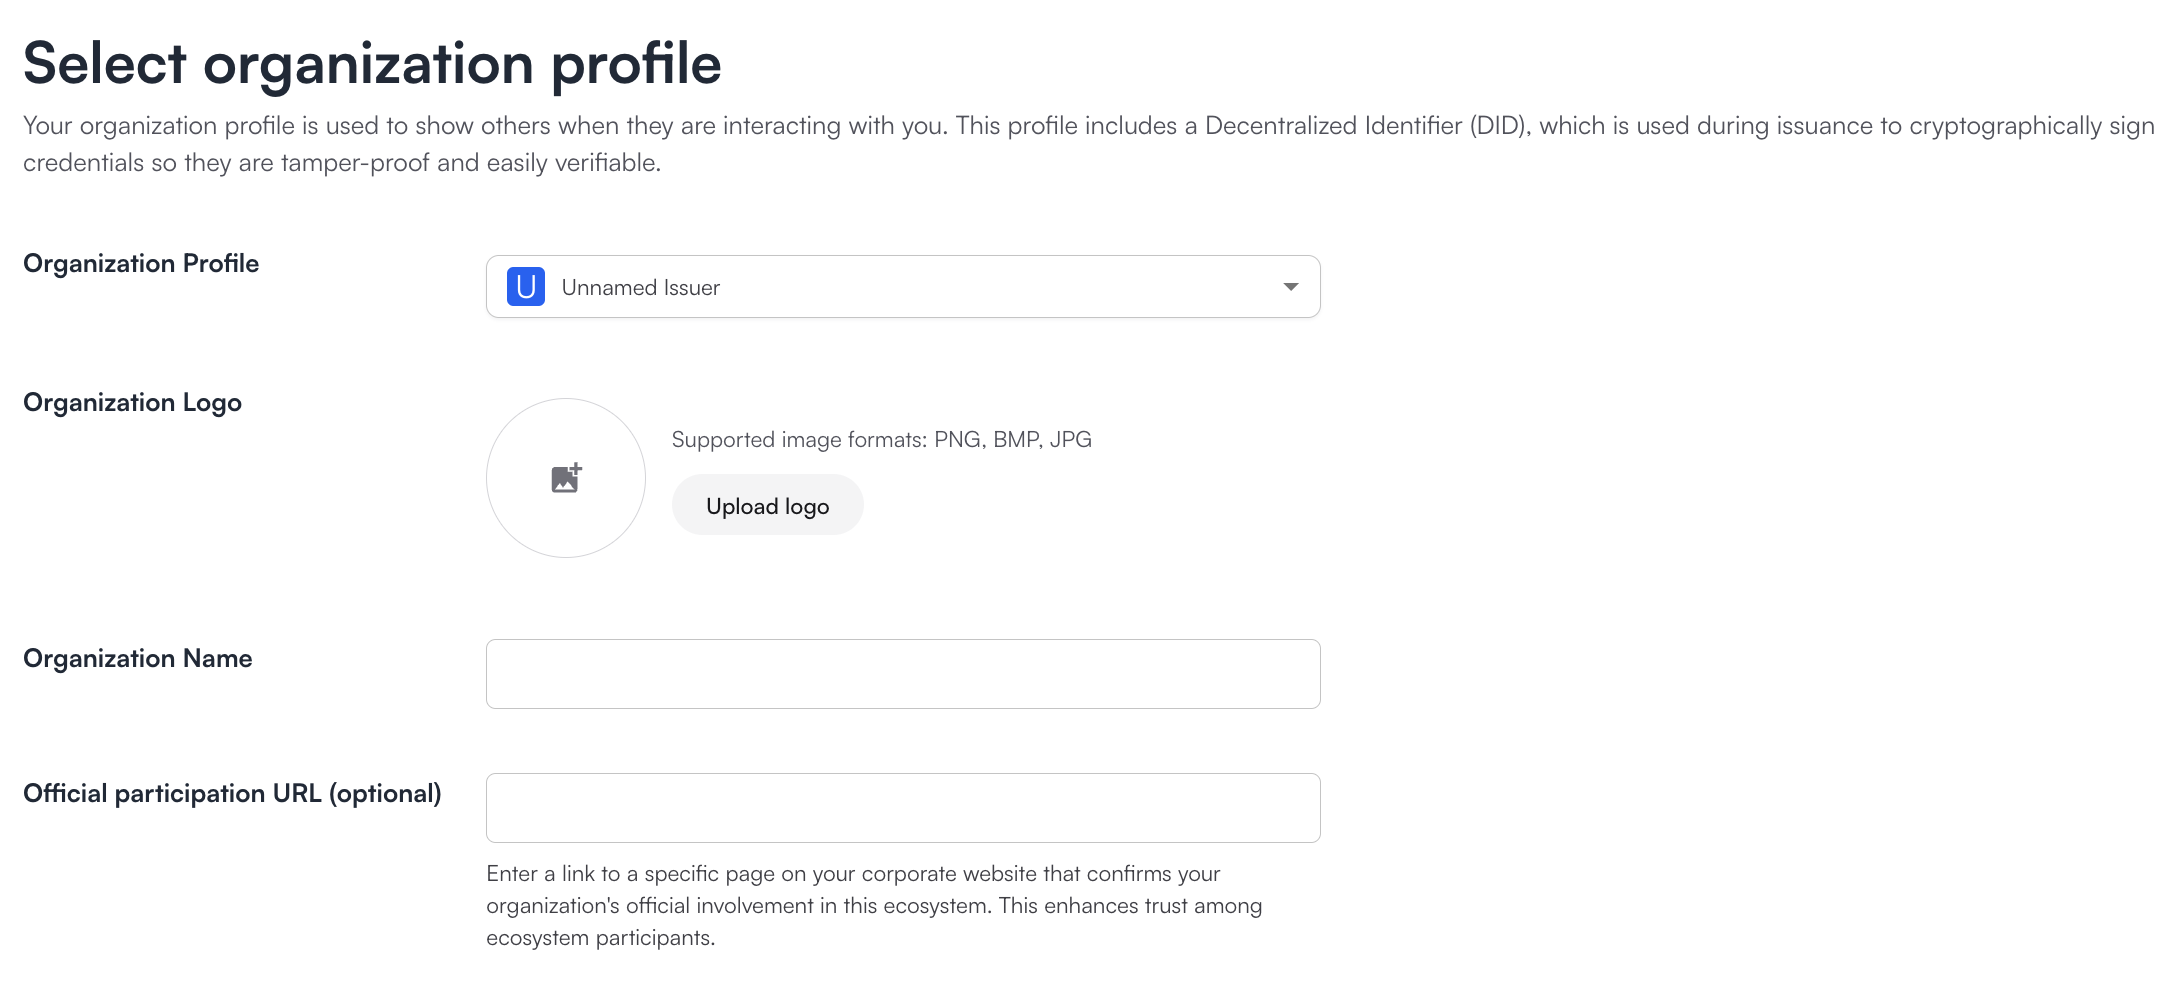 Select organization profile
Your organization profile is used to show others when they are interacting with you. This profile includes a Decentralized Identifier (DID), which is used during issuance to cryptographically sign
credentials so they are tamper-proof and easily verifiable.
Organization Profile
U Unnamed Issuer
Organization Logo
Supported image formats: PNG, BMP, JPG
Upload logo
Organization Name
Official participation URL (optional)
Enter a link to a specific page on your corporate website that confirms your
organization's official involvement in this ecosystem. This enhances trust among
ecosystem participants.